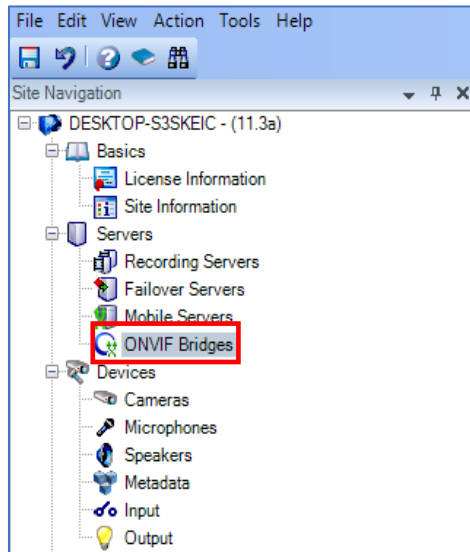 File Edit View Action Tools Help
Site Navigation
DESKTOP-S3SKEIC - (11.3a)
Basics
License Information
Site Information
Servers
Recording Servers
Failover Servers
Mobile Servers
ONVIF Bridges
Devices
Cameras
Microphones
Speakers
Metadata
Input
Output